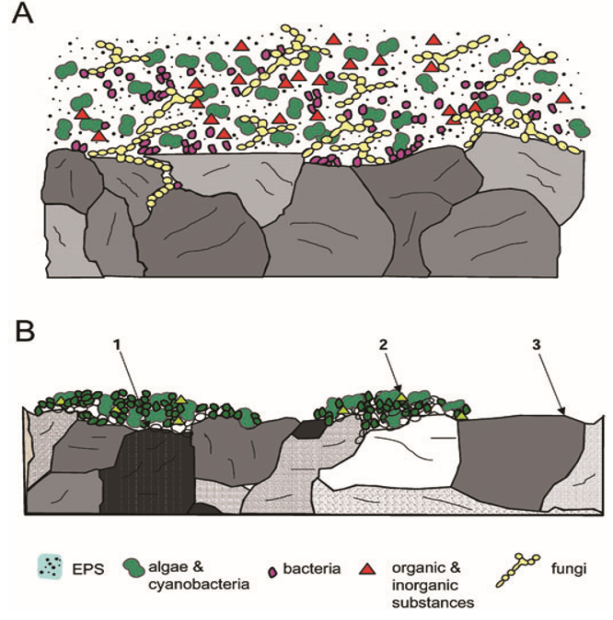 A
B
1 2 3
EPS algae & bacteria organic & fungi
cyanobacteria inorganic
substances